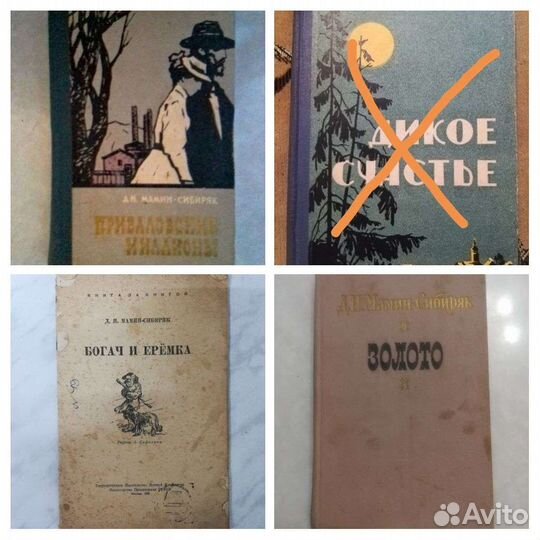 Д.Н. МАМИН-СИБИРЯК
ПРИВАЛОВСКИЕ
МИЛЛИОНЫ
ДИКОЕ
СЧАСТЬЕ
КНИГА ЗА КНИГОЙ
Д. Н. МАМИН-СИБИРЯК
БОГАЧ И ЕРЁМКА
Д.Н.Мамин-Сибиряк
ЗОЛОТО
Avito